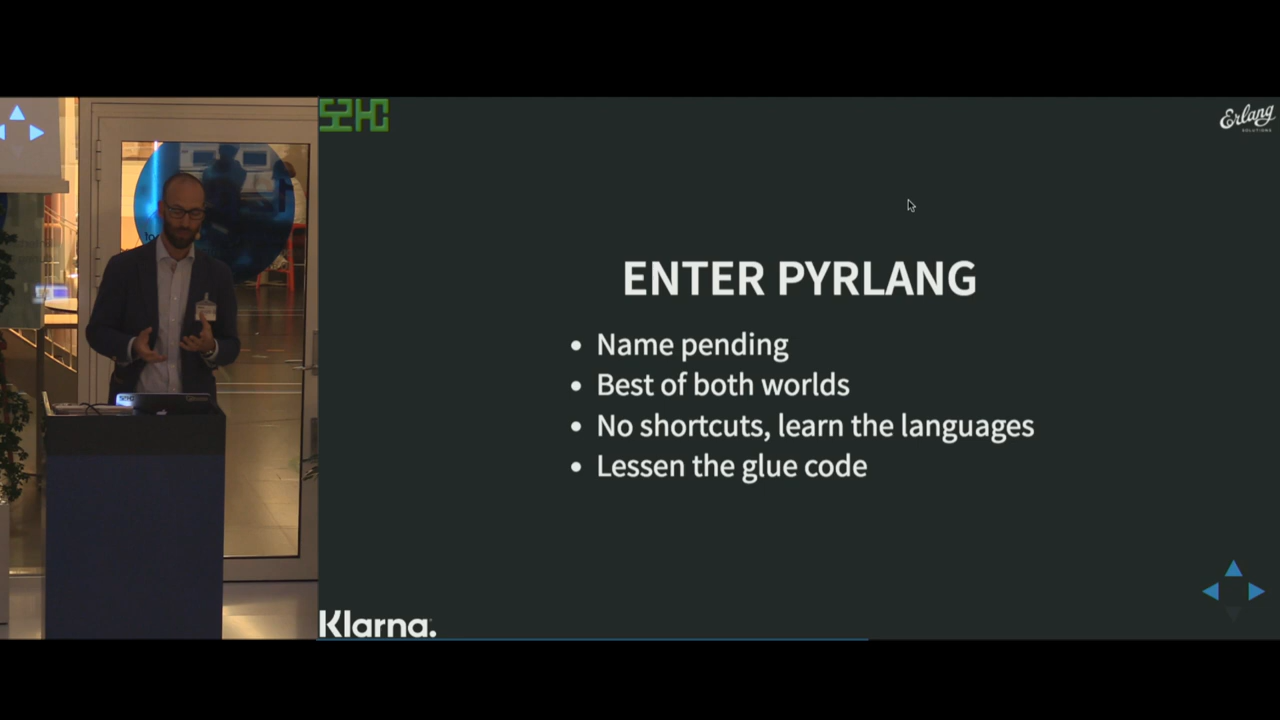 Erlang
SOLUTIONS
ENTER PYRLANG
Name pending
Best of both worlds
No shortcuts, learn the languages
Lessen the glue code
Klarna.